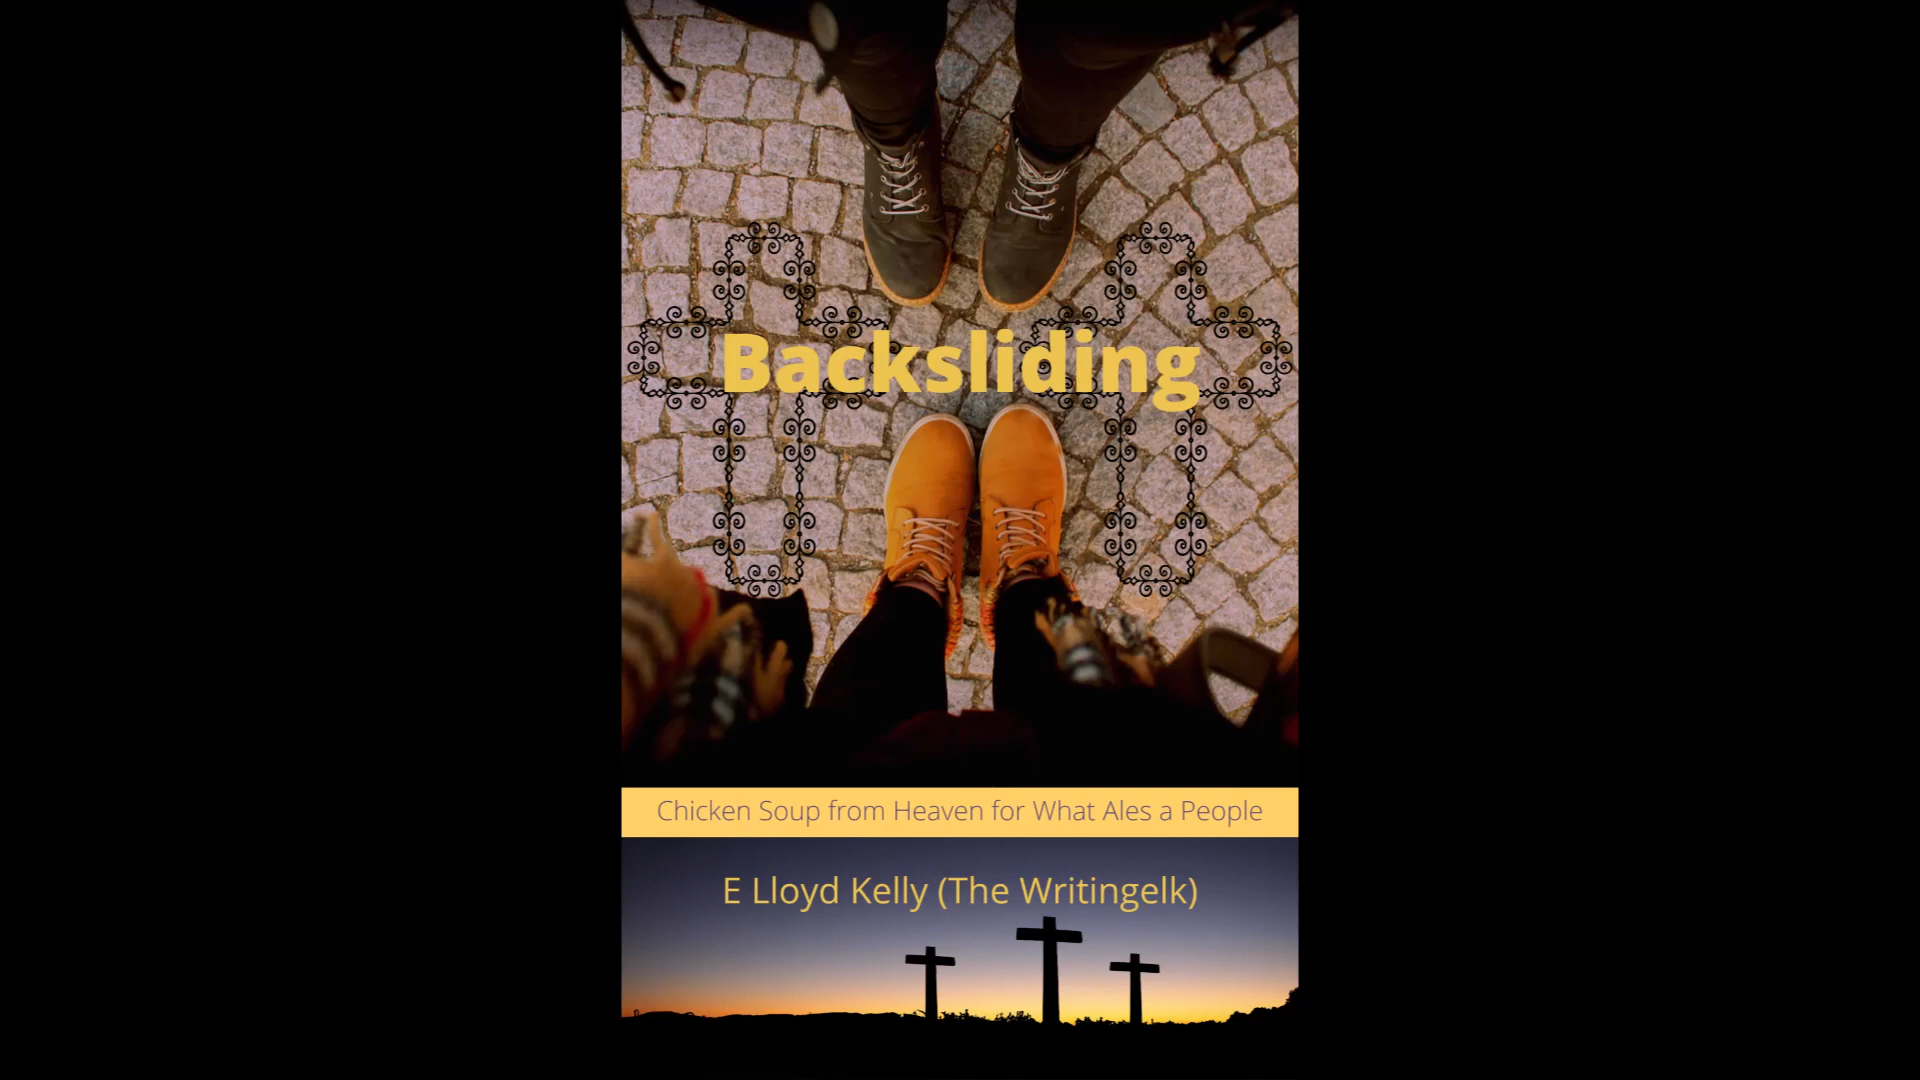 Backsliding
Chicken Soup from Heaven for What Ales a People
E Lloyd Kelly (The Writingelk)